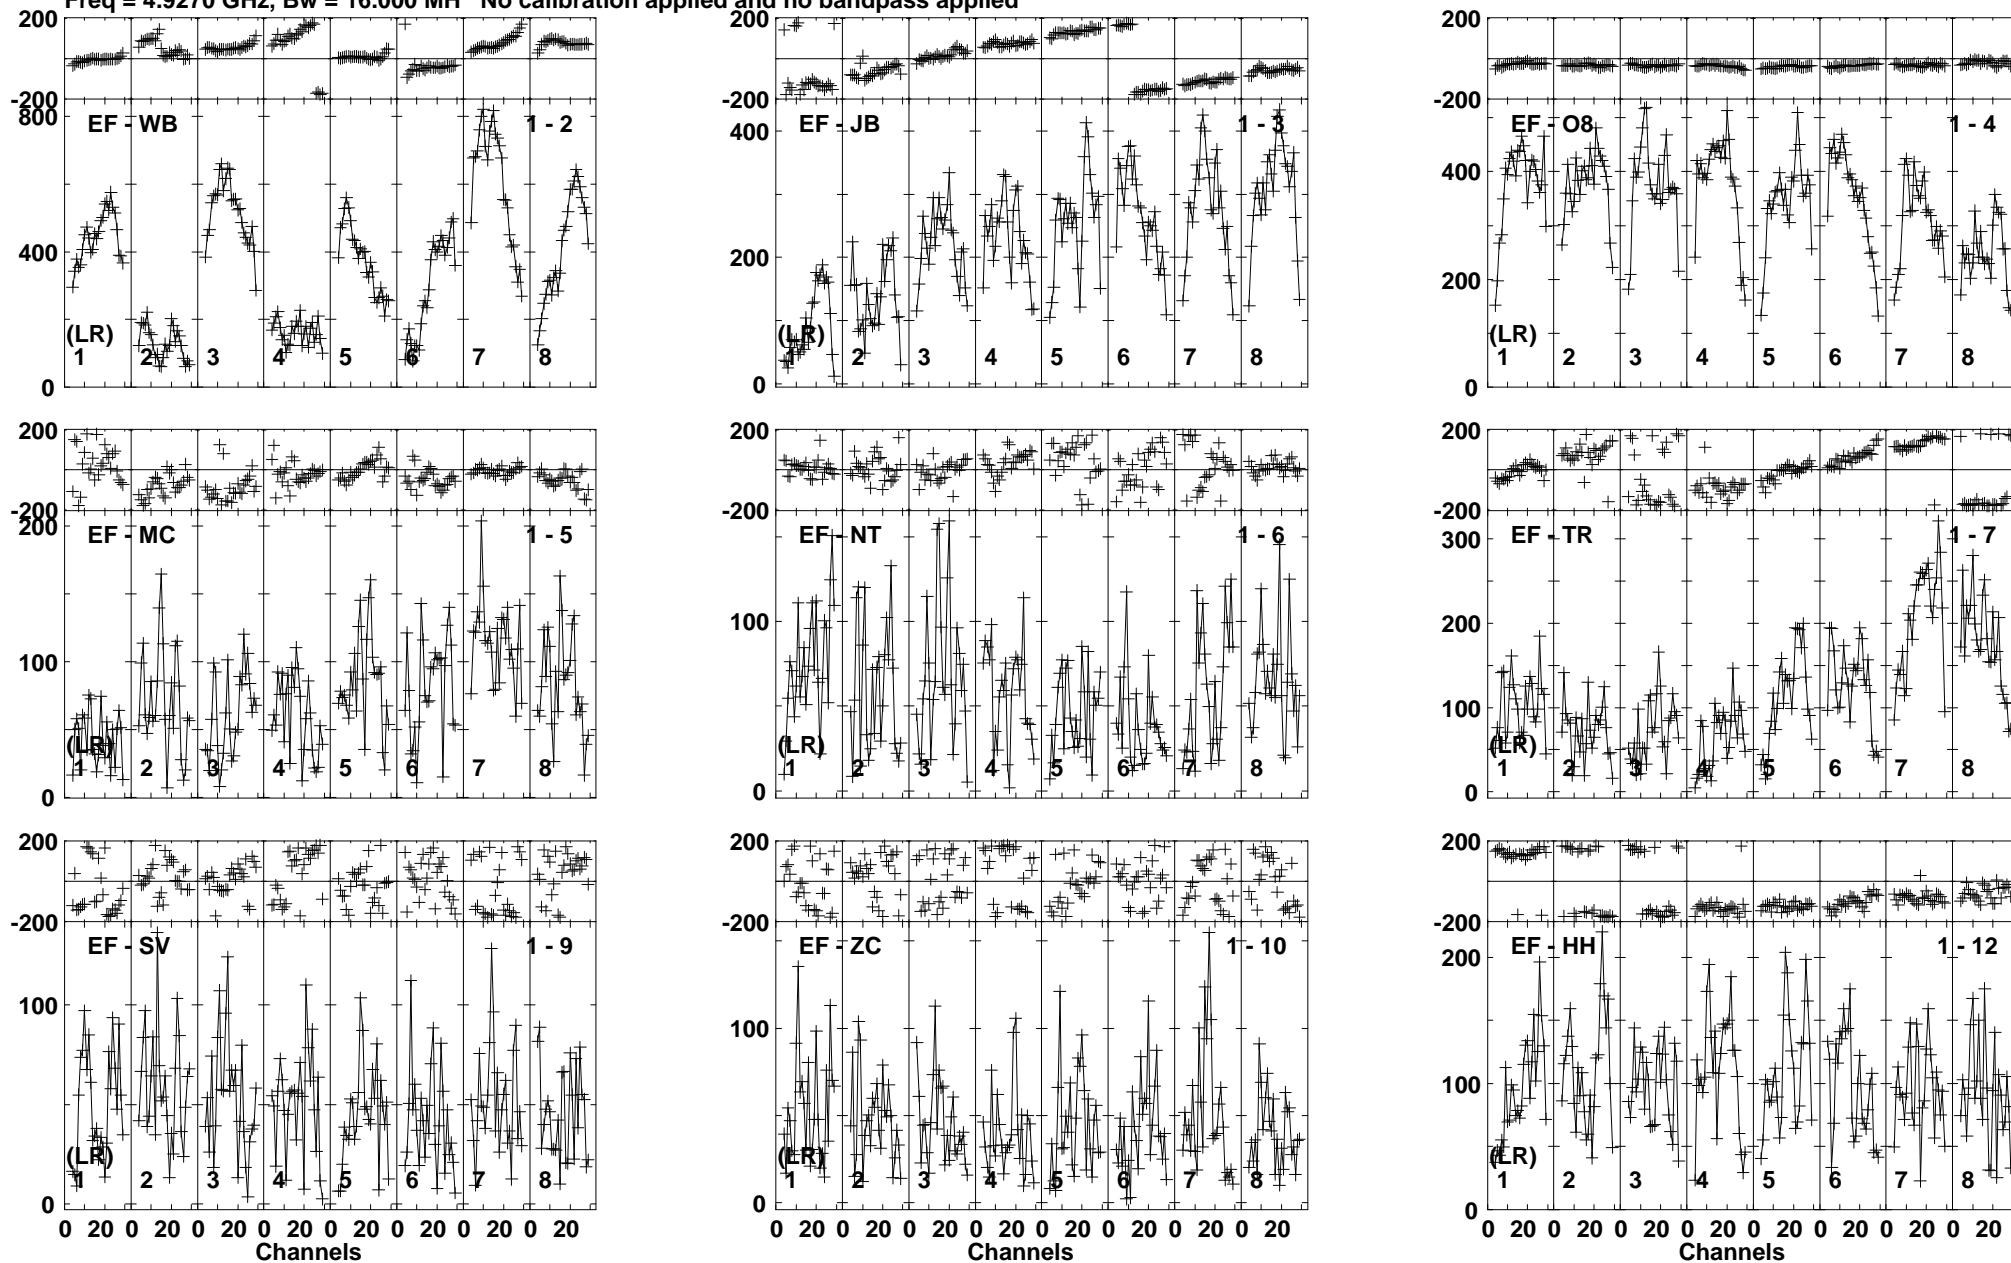 Freq = 4.9270 GHz, Bw = 16.000 MH No calibration applied and no bandpass applied
200 200 200
-200 -200 -200
800 EF - WB 1 - 2 400 EF - JB 1 - 3 EF - O8 1 - 4
400 200 400
200
(LR) (LR) (LR)
1 2 3 4 5 6 7 8 1 2 3 4 5 6 7 8 1 2 3 4 5 6 7 8
0 0 0
200 200 200
-200 -200 -200
200 EF - MC 1 - 5 EF - NT 1 - 6 300 EF - TR 1 - 7
100 100 200
100
(LR) (LR) (LR)
1 2 3 4 5 6 7 8 1 2 3 4 5 6 7 8 1 2 3 4 5 6 7 8
0 0 0
200 200 200
-200 -200 -200
EF - SV 1 - 9 EF - ZC 1 - 10 200 EF - HH 1 - 12
100 100 100
(LR) (LR) (LR)
1 2 3 4 5 6 7 8 1 2 3 4 5 6 7 8 1 2 3 4 5 6 7 8
0 0 0
0 20 0 20 0 20 0 20 0 20 0 20 0 20 0 20 0 20 0 20 0 20 0 20 0 20 0 20 0 20 0 20 0 20 0 20 0 20 0 20 0 20 0 20 0 20 0 20
Channels Channels Channels